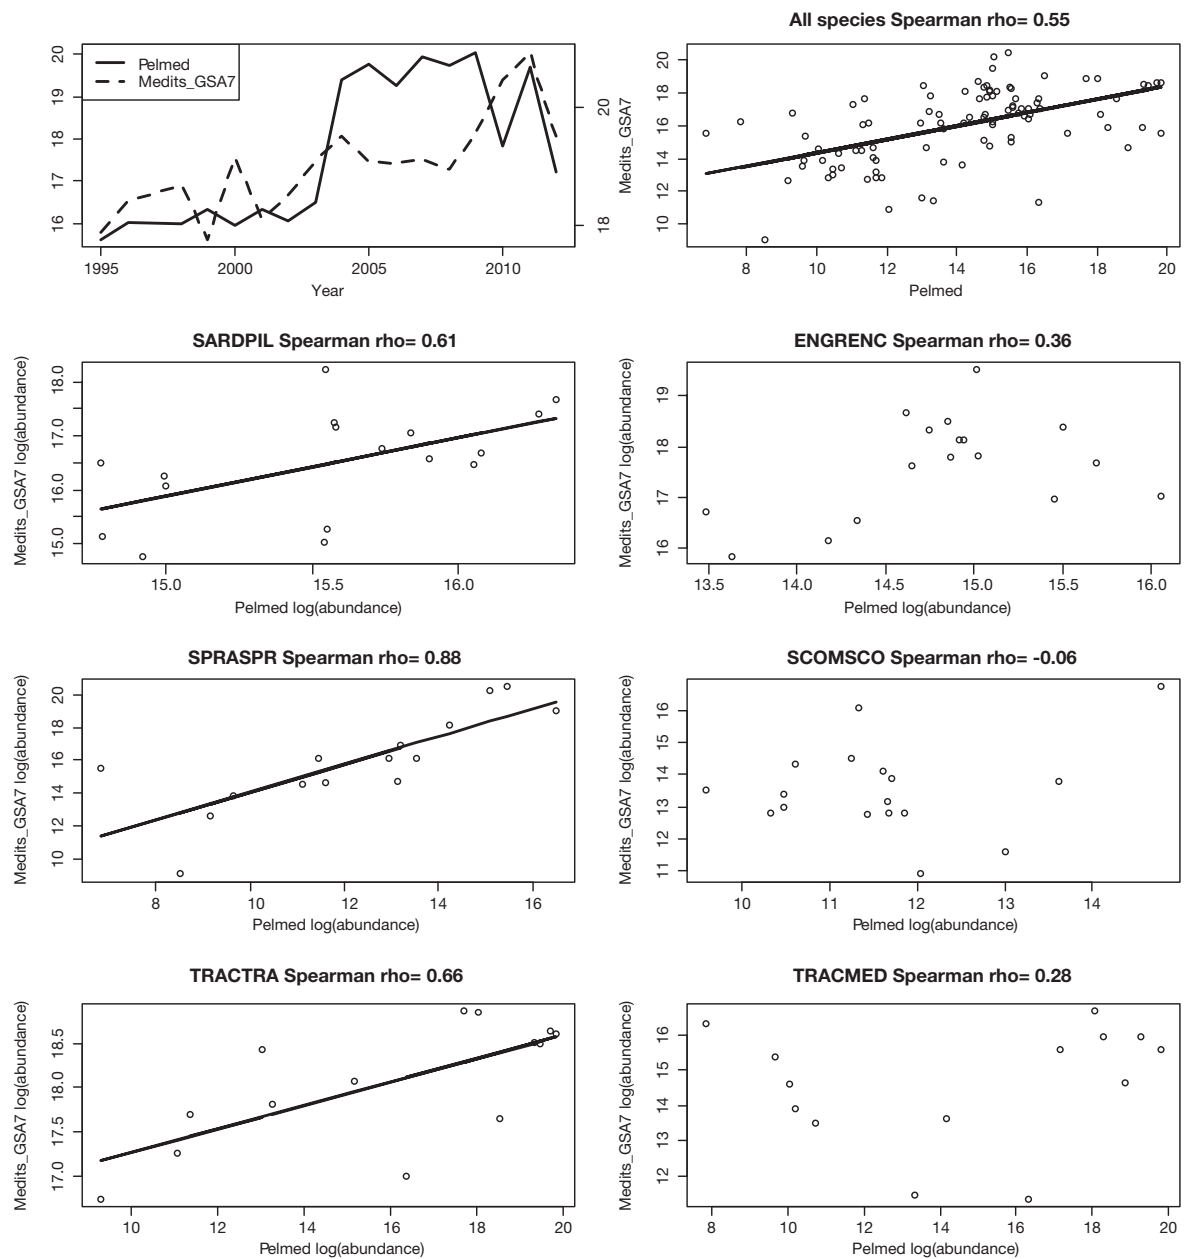 All species Spearman rho= 0.55
Pelmed
Medits_GSA7
16 17 18 19 20
18 20
Medits_GSA7
1995 2000 2005 2010
Year
10 12 14 16 18 20
8 10 12 14 16 18 20
Pelmed
SARDPIL Spearman rho= 0.61
Medits_GSA7 log(abundance)
15.0 16.0 17.0 18.0
15.0 15.6 16.0
Pelmed log(abundance)
ENGRENC Spearman rho= 0.36
Medits_GSA7 log(abundance)
16 17 18 19
13.5 14.0 14.5 15.0 15.5 16.0
Pelmed log(abundance)
SPRASPR Spearman rho= 0.88
Medits_GSA7 log(abundance)
10 12 14 16 18 20
8 10 12 14 16
Pelmed log(abundance)
SCOMSCO Spearman rho= -0.06
Medits_GSA7 log(abundance)
11 12 13 14 15 16
10 11 12 13 14
Pelmed log(abundance)
TRACTRA Spearman rho= 0.66
Medits_GSA7 log(abundance)
17.0 17.5 18.0 18.5
10 12 14 16 18 20
Pelmed log(abundance)
TRACMED Spearman rho= 0.28
Medits_GSA7 log(abundance)
12 13 14 15 16
8 10 12 14 16 18 20
Pelmed log(abundance)